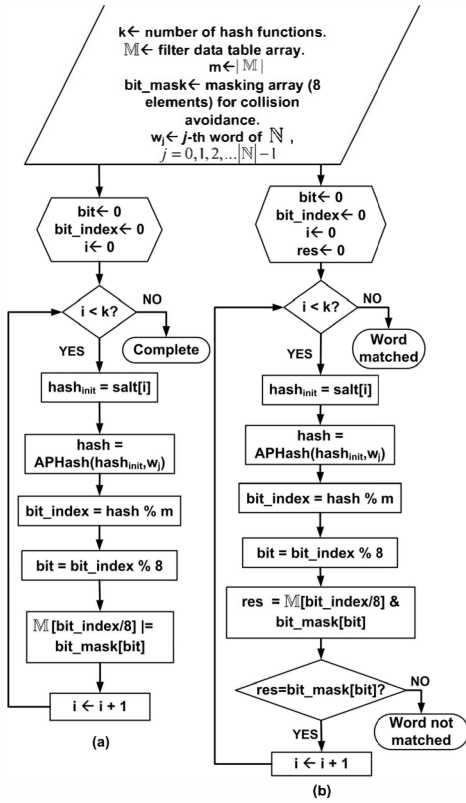 k← number of hash functions.
𝕄← filter data table array.
m←|𝕄|
bit_mask← masking array (8
elements) for collision
avoidance.
wⱼ← j-th word of ℕ ,
j = 0,1,2,...|ℕ|−1
bit← 0
bit_index← 0
i← 0
i < k?
NO
Complete
YES
hashᵢₙᵢₜ = salt[i]
hash =
APHash(hashᵢₙᵢₜ,wⱼ)
bit_index = hash % m
bit = bit_index % 8
𝕄[bit_index/8] |=
bit_mask[bit]
i ← i + 1
(a)
bit← 0
bit_index← 0
i← 0
res← 0
i < k?
NO
Word
matched
YES
hashᵢₙᵢₜ = salt[i]
hash =
APHash(hashᵢₙᵢₜ,wⱼ)
bit_index = hash % m
bit = bit_index % 8
res = 𝕄[bit_index/8] &
bit_mask[bit]
res=bit_mask[bit]?
NO
Word not
matched
YES
i ← i + 1
(b)